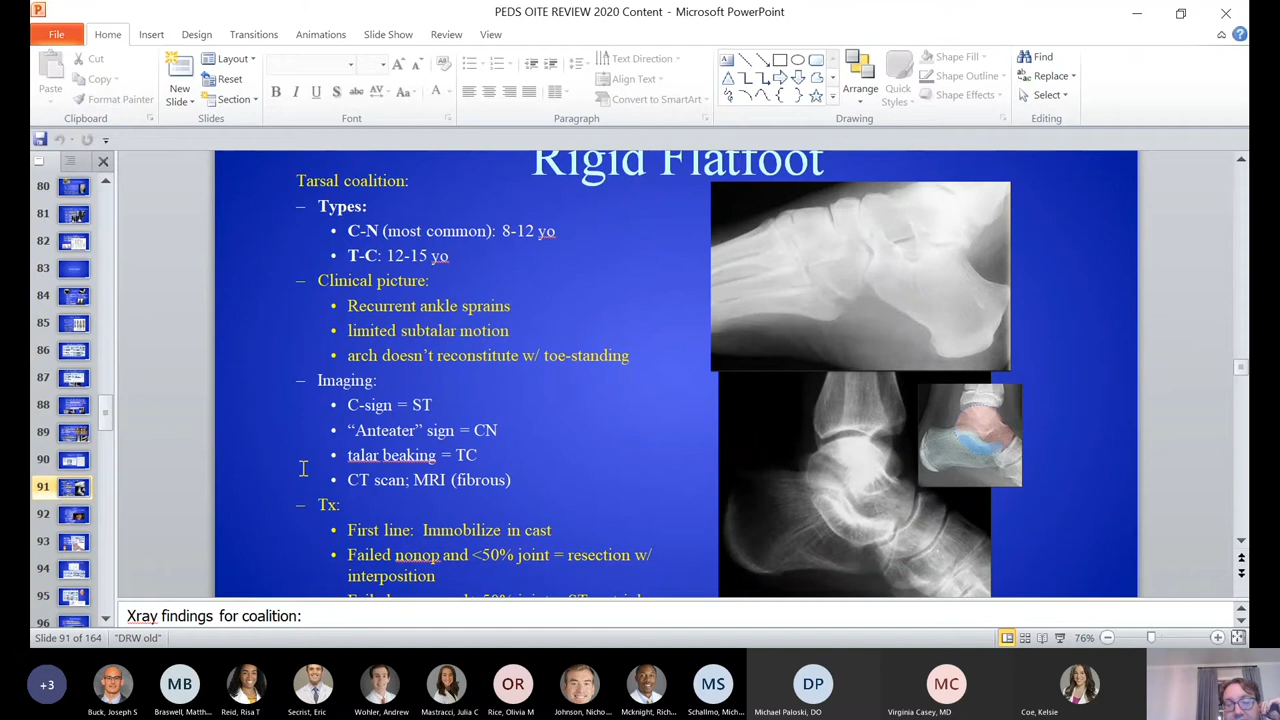 PEDS OITE REVIEW 2020 Content - Microsoft PowerPoint
File Home Insert Design Transitions Animations Slide Show Review View
Cut
Copy
Format Painter
Paste
Clipboard
New
Slide
Layout
Reset
Section
Slides
Font
Text Direction
Align Text
Convert to SmartArt
Paragraph
Arrange
Quick
Styles
Shape Fill
Shape Outline
Shape Effects
Drawing
Find
Replace
Select
Editing
80
81
82
83
84
85
86
87
88
89
90
91
92
93
94
95
96
Rigid Flatfoot
Tarsal coalition:
– Types:
• C-N (most common): 8-12 yo
• T-C: 12-15 yo
– Clinical picture:
• Recurrent ankle sprains
• limited subtalar motion
• arch doesn't reconstitute w/ toe-standing
– Imaging:
• C-sign = ST
• “Anteater” sign = CN
• talar beaking = TC
• CT scan; MRI (fibrous)
– Tx:
• First line: Immobilize in cast
• Failed nonop and <50% joint = resection w/
interposition
Xray findings for coalition:
Slide 91 of 164 "DRW old" 76%
+3 MB OR MS DP MC
Buck, Joseph S Braswell, Matth... Reid, Risa T Secrist, Eric Wohler, Andrew Mastracci, Julia C Rice, Olivia M Johnson, Nicho... Mcknight, Rich... Schallmo, Mich... Michael Paloski, DO Virginia Casey, MD Coe, Kelsie